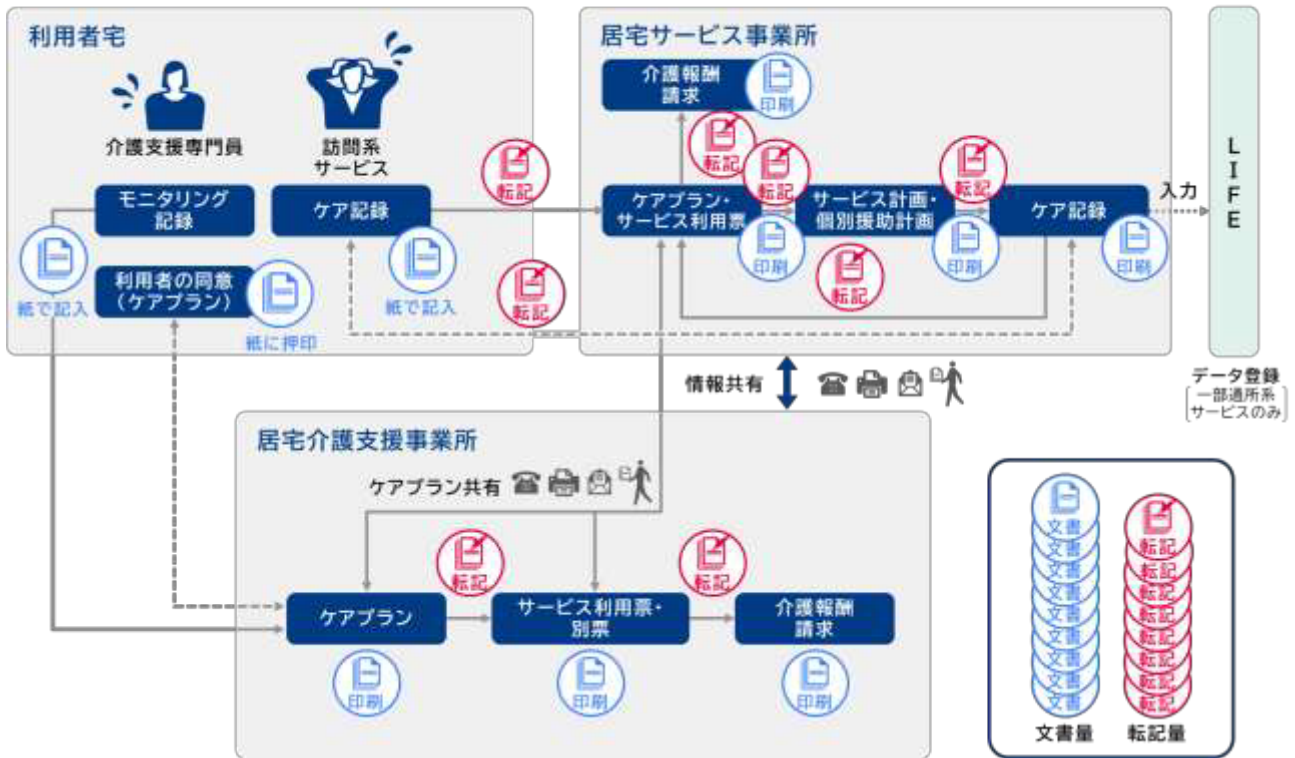 利用者宅
介護支援専門員
訪問系
サービス
モニタリング
記録
ケア記録
紙で記入
利用者の同意
（ケアプラン）
紙に押印
紙で記入
転記
転記
居宅サービス事業所
介護報酬
請求
印刷
転記
転記
転記
ケアプラン・
サービス利用票
印刷
サービス計画・
個別援助計画
印刷
ケア記録
印刷
転記
入力
LIFE
データ登録
一部通所系
サービスのみ
情報共有
居宅介護支援事業所
ケアプラン共有
転記
転記
ケアプラン
印刷
サービス利用票・
別票
印刷
介護報酬
請求
印刷
文書
文書
文書
文書
文書
文書
文書
文書
文書
文書量
転記
転記
転記
転記
転記
転記
転記
転記
転記量